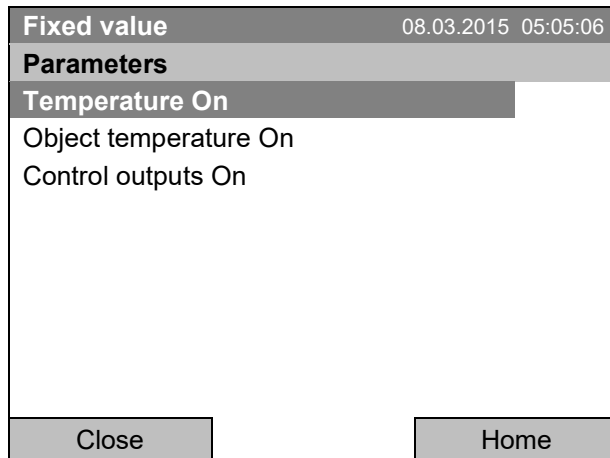 Fixed value 08.03.2015 05:05:06
Parameters
Temperature On
Object temperature On
Control outputs On
Close Home